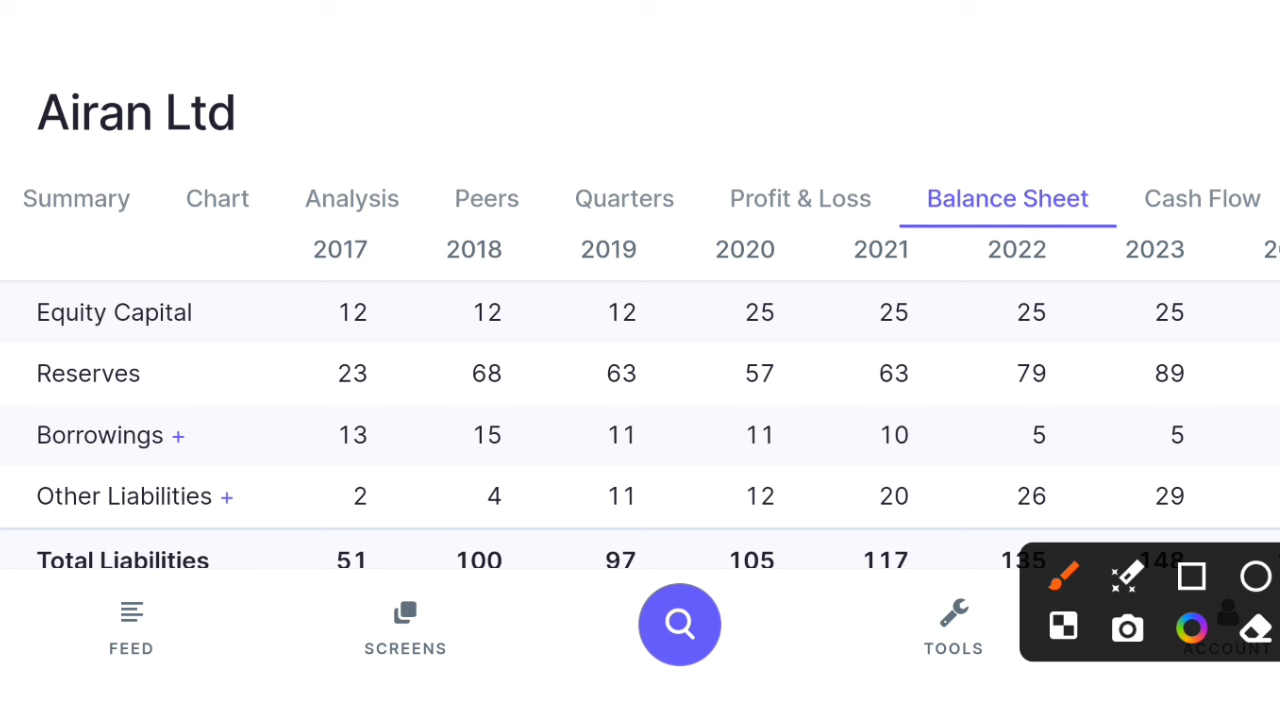 Airan Ltd
Summary Chart Analysis Peers Quarters Profit & Loss Balance Sheet Cash Flow
2017 2018 2019 2020 2021 2022 2023
Equity Capital 12 12 12 25 25 25 25
Reserves 23 68 63 57 63 79 89
Borrowings + 13 15 11 11 10 5 5
Other Liabilities + 2 4 11 12 20 26 29
Total Liabilities 51 100 97 105 117 135 148
FEED SCREENS TOOLS ACCOUNT